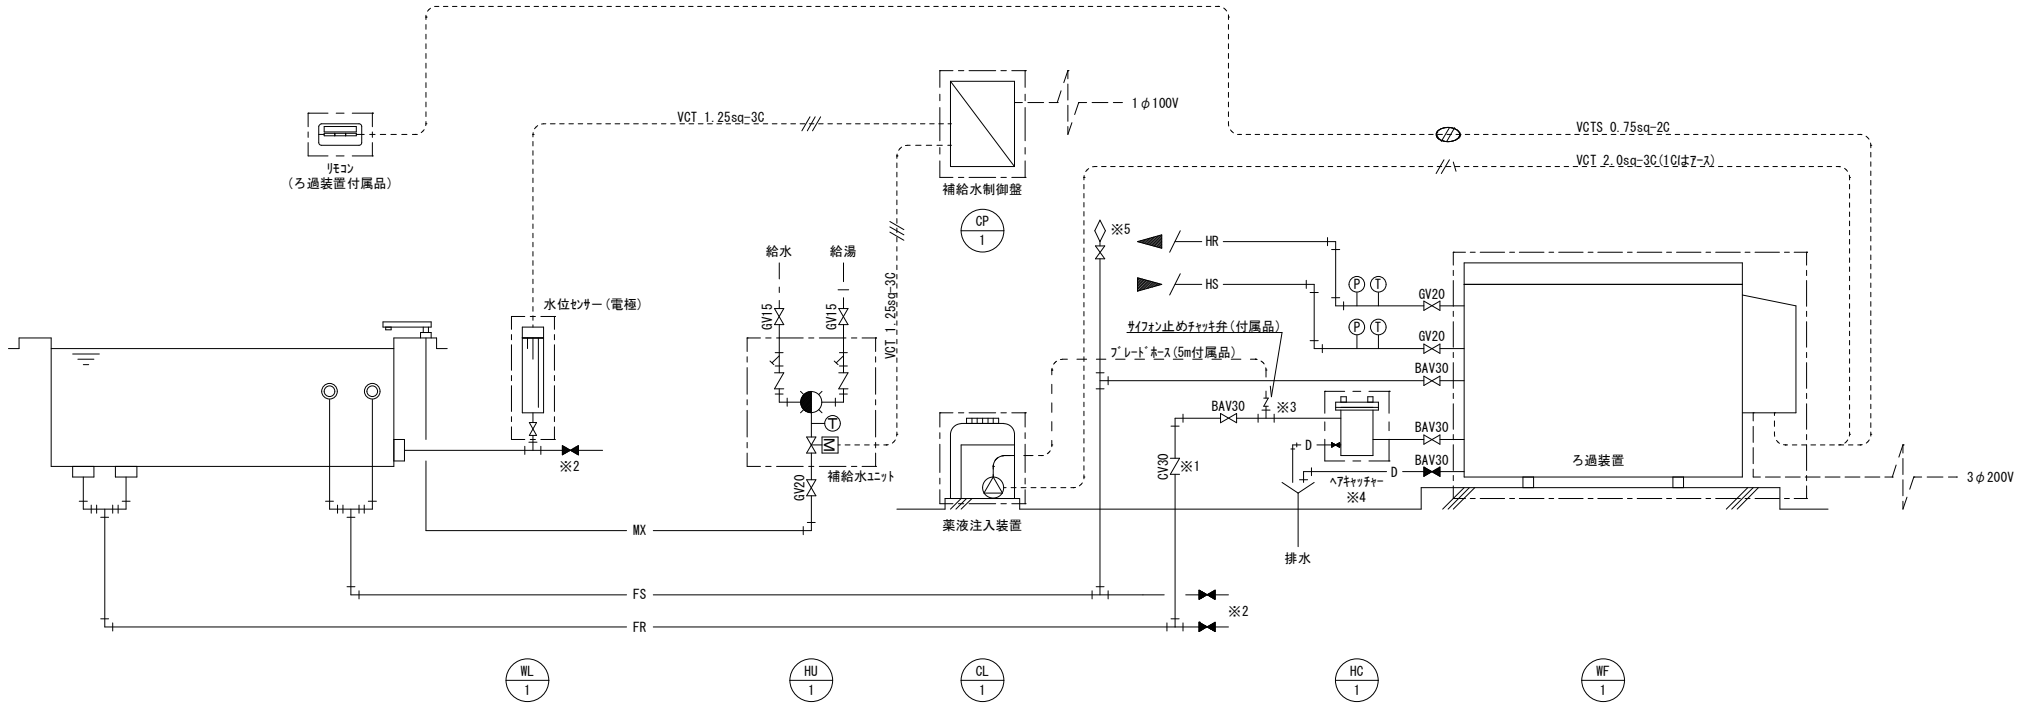 1φ100V
VCT 1.25sq-3C
VCTS 0.75sq-2C
VCT 2.0sq-3C(1Cはアース)
リモコン
(ろ過装置付属品)
補給水制御盤
CP
1
※5
HR
HS
給水
給湯
VCT 1.25sq-3C
水位センサー(電極)
GV15
GV15
P
T
GV20
P
T
GV20
サイフォン止めチャッキ弁(付属品)
ブレードホース(5m付属品)
BAV30
BAV30
※3
T
M
D
BAV30
※2
補給水ユニット
GV20
CV30
※1
D
BAV30
ろ過装置
ヘアキャッチャー
※4
3φ200V
薬液注入装置
MX
排水
FS
※2
FR
WL
1
HU
1
CL
1
HC
1
WF
1